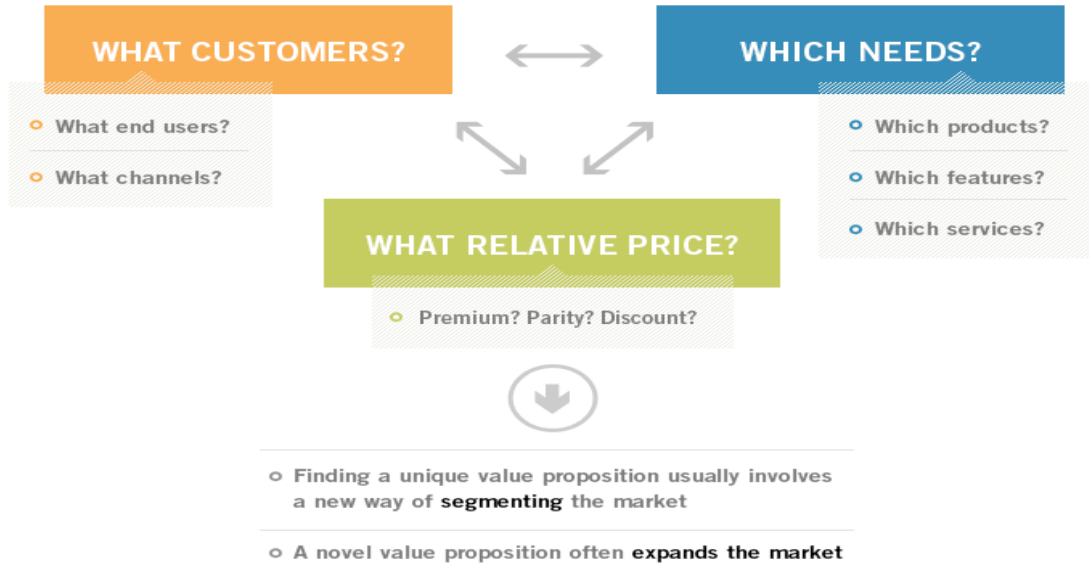 WHAT CUSTOMERS?
What end users?
What channels?
WHICH NEEDS?
Which products?
Which features?
Which services?
WHAT RELATIVE PRICE?
Premium? Parity? Discount?
Finding a unique value proposition usually involves
a new way of segmenting the market
A novel value proposition often expands the market